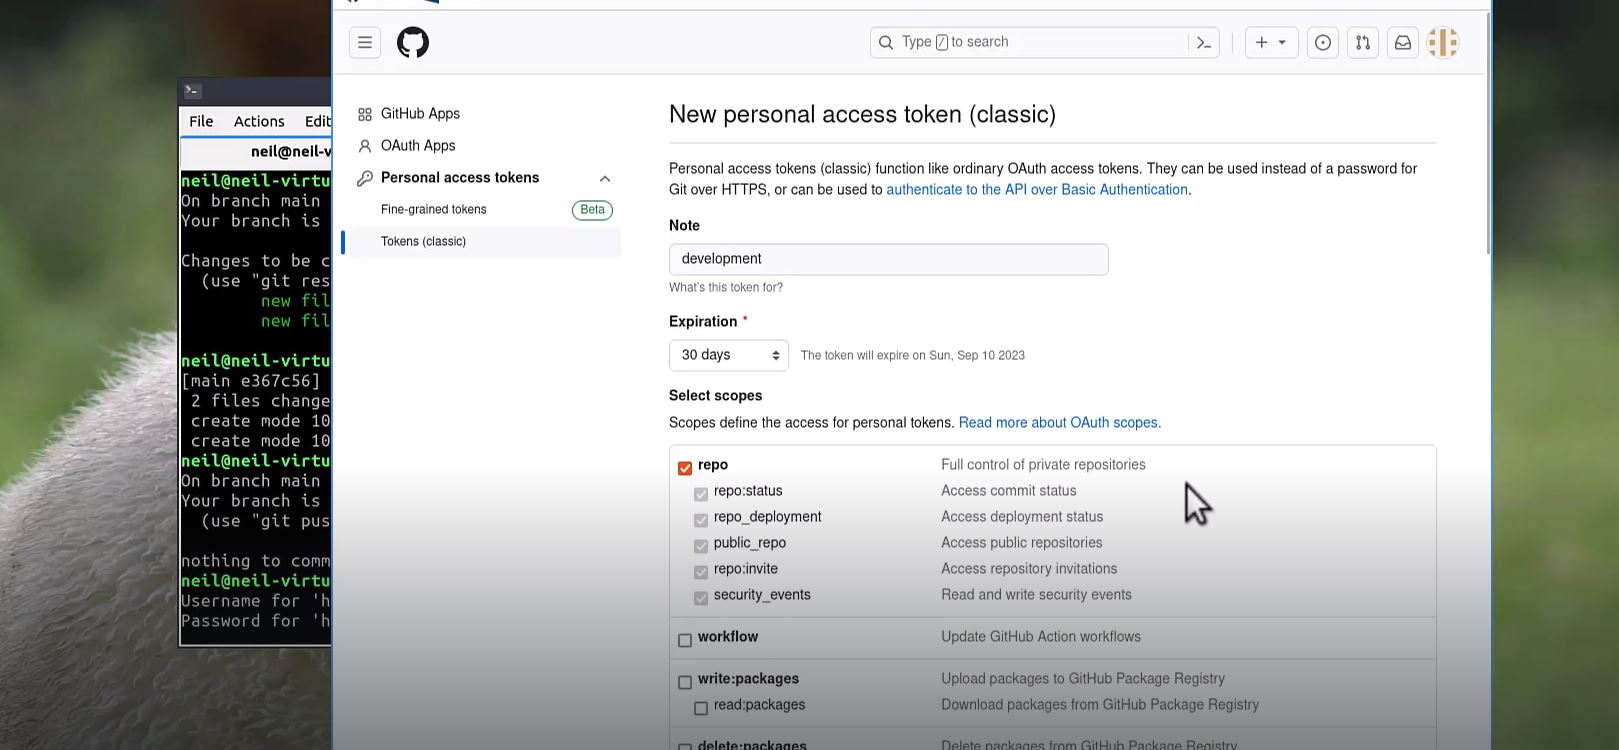 Type / to search
GitHub Apps
OAuth Apps
Personal access tokens
Fine-grained tokens
Beta
Tokens (classic)
New personal access token (classic)
Personal access tokens (classic) function like ordinary OAuth access tokens. They can be used instead of a password for
Git over HTTPS, or can be used to authenticate to the API over Basic Authentication.
Note
development
What's this token for?
Expiration *
30 days
The token will expire on Sun, Sep 10 2023
Select scopes
Scopes define the access for personal tokens. Read more about OAuth scopes.
repo Full control of private repositories
repo:status Access commit status
repo_deployment Access deployment status
public_repo Access public repositories
repo:invite Access repository invitations
security_events Read and write security events
workflow Update GitHub Action workflows
write:packages Upload packages to GitHub Package Registry
read:packages Download packages from GitHub Package Registry
delete:packages Delete packages from GitHub Package Registry
File Actions Edit
neil@neil-v
neil@neil-virtu
On branch main
Your branch is
Changes to be c
(use "git res
new fil
new fil
neil@neil-virtu
[main e367c56]
2 files change
create mode 10
create mode 10
neil@neil-virtu
On branch main
Your branch is
(use "git pus
nothing to comm
neil@neil-virtu
Username for 'h
Password for 'h